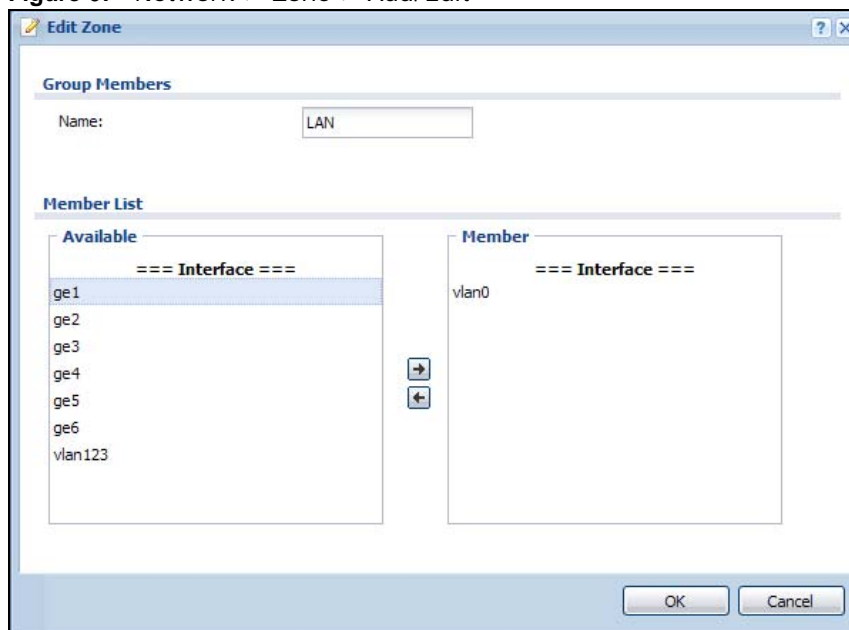 Edit Zone
Group Members
Name:
LAN
Member List
Available
=== Interface ===
ge1
ge2
ge3
ge4
ge5
ge6
vlan123
Member
=== Interface ===
vlan0
OK
Cancel